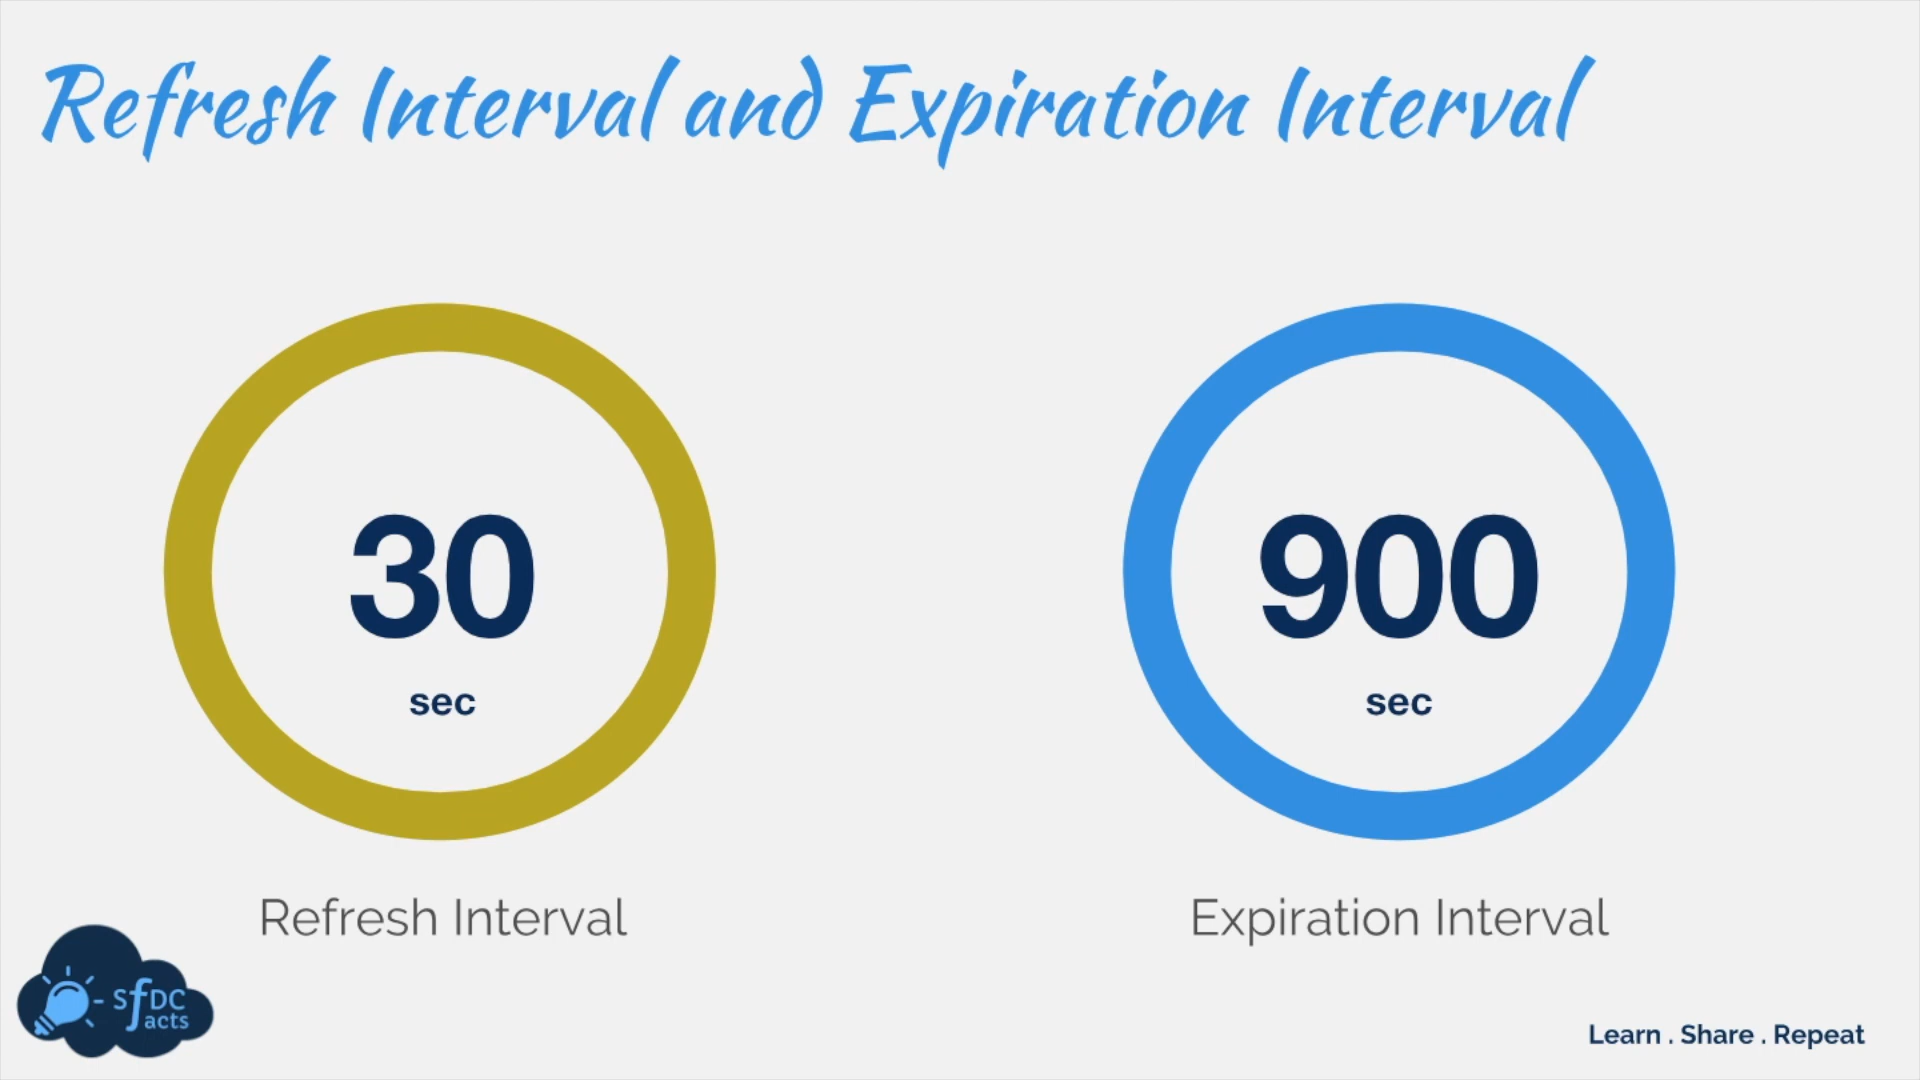 Refresh Interval and Expiration Interval
30
sec
Refresh Interval
900
sec
Expiration Interval
sfDC
acts
Learn . Share . Repeat